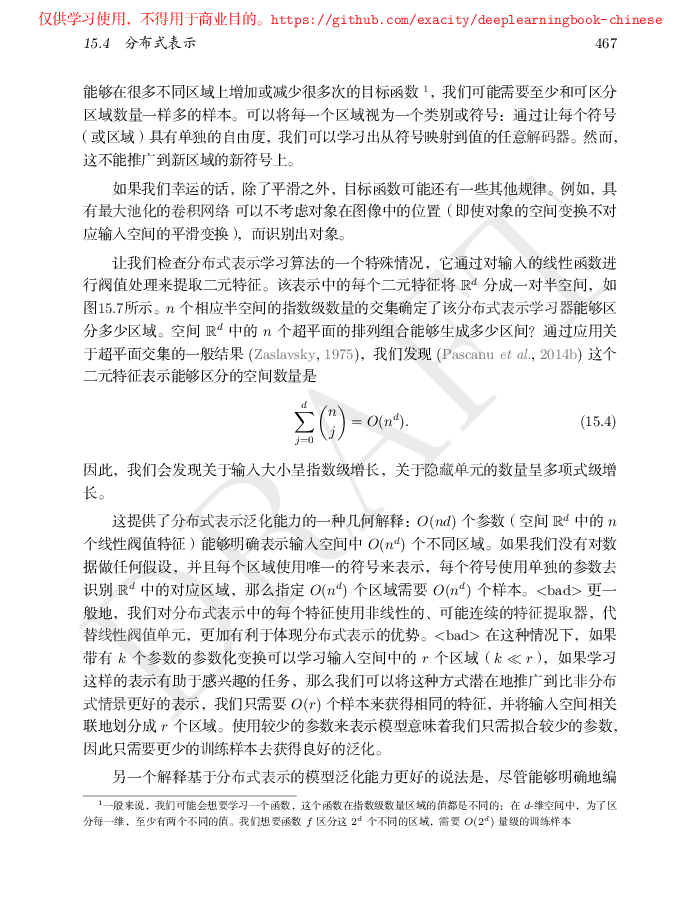 仅供学习使用，不得用于商业目的。https://github.com/exacity/deeplearningbook-chinese
15.4 分布式表示 467
能够在很多不同区域上增加或减少很多次的目标函数 ¹，我们可能需要至少和可区分
区域数量一样多的样本。可以将每一个区域视为一个类别或符号：通过让每个符号
（或区域）具有单独的自由度，我们可以学习出从符号映射到值的任意解码器。然而，
这不能推广到新区域的新符号上。
如果我们幸运的话，除了平滑之外，目标函数可能还有一些其他规律。例如，具
有最大池化的卷积网络 可以不考虑对象在图像中的位置（即使对象的空间变换不对
应输入空间的平滑变换），而识别出对象。
让我们检查分布式表示学习算法的一个特殊情况，它通过对输入的线性函数进
行阀值处理来提取二元特征。该表示中的每个二元特征将 ℝᵈ 分成一对半空间，如
图15.7所示。n 个相应半空间的指数级数量的交集确定了该分布式表示学习器能够区
分多少区域。空间 ℝᵈ 中的 n 个超平面的排列组合能够生成多少区间？通过应用关
于超平面交集的一般结果 (Zaslavsky, 1975)，我们发现 (Pascanu et al., 2014b) 这个
二元特征表示能够区分的空间数量是
∑_{j=0}^{d} \binom{n}{j} = O(nᵈ). (15.4)
因此，我们会发现关于输入大小呈指数级增长，关于隐藏单元的数量呈多项式级增
长。
这提供了分布式表示泛化能力的一种几何解释：O(nd) 个参数（空间 ℝᵈ 中的 n
个线性阀值特征）能够明确表示输入空间中 O(nᵈ) 个不同区域。如果我们没有对数
据做任何假设，并且每个区域使用唯一的符号来表示，每个符号使用单独的参数去
识别 ℝᵈ 中的对应区域，那么指定 O(nᵈ) 个区域需要 O(nᵈ) 个样本。<bad> 更一
般地，我们对分布式表示中的每个特征使用非线性的、可能连续的特征提取器，代
替线性阀值单元，更加有利于体现分布式表示的优势。<bad> 在这种情况下，如果
带有 k 个参数的参数化变换可以学习输入空间中的 r 个区域（k ≪ r），如果学习
这样的表示有助于感兴趣的任务，那么我们可以将这种方式潜在地推广到比非分布
式情景更好的表示，我们只需要 O(r) 个样本来获得相同的特征，并将输入空间相关
联地划分成 r 个区域。使用较少的参数来表示模型意味着我们只需拟合较少的参数，
因此只需要更少的训练样本去获得良好的泛化。
另一个解释基于分布式表示的模型泛化能力更好的说法是，尽管能够明确地编
¹一般来说，我们可能会想要学习一个函数，这个函数在指数级数量区域的值都是不同的：在 d-维空间中，为了区
分每一维，至少有两个不同的值。我们想要函数 f 区分这 2ᵈ 个不同的区域，需要 O(2ᵈ) 量级的训练样本
DRAFT